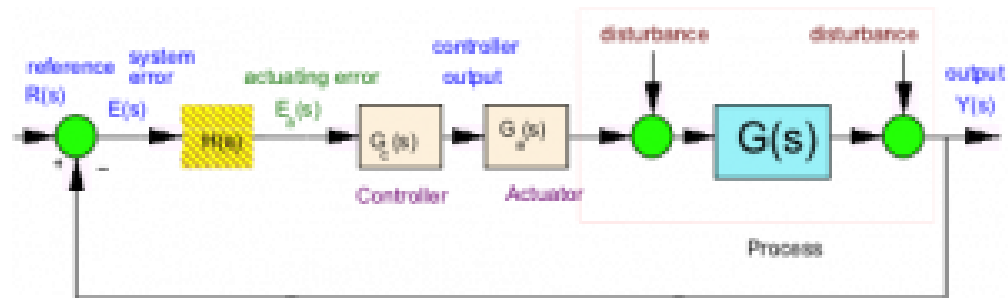 reference
R(s)
system
error
E(s)
actuating error
E_a(s)
controller
output
disturbance
disturbance
output
Y(s)
+
−
H(s)
G_c(s)
G_a(s)
G(s)
Controller
Actuator
Process